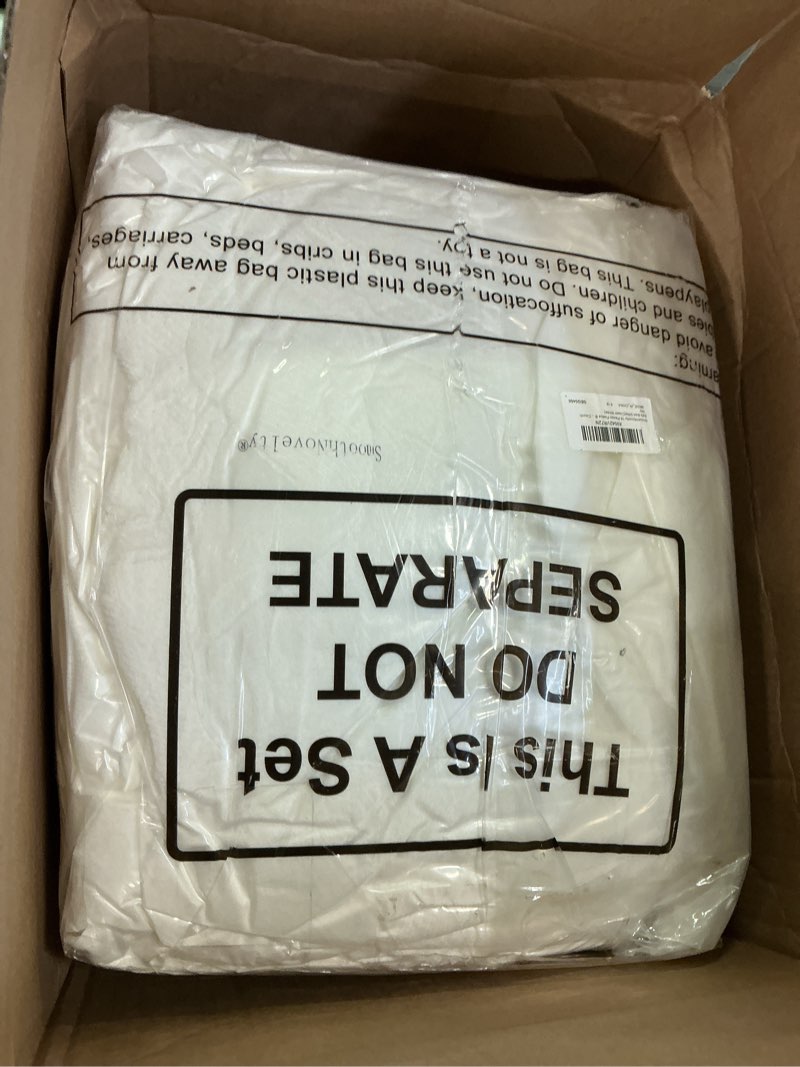 This Is A Set
DO NOT
SEPARATE
SmoothNovelty®
arning:
avoid danger of suffocation, keep this plastic bag away from
bies and children. Do not use this bag in cribs, beds, carriages,
playpens. This bag is not a toy.